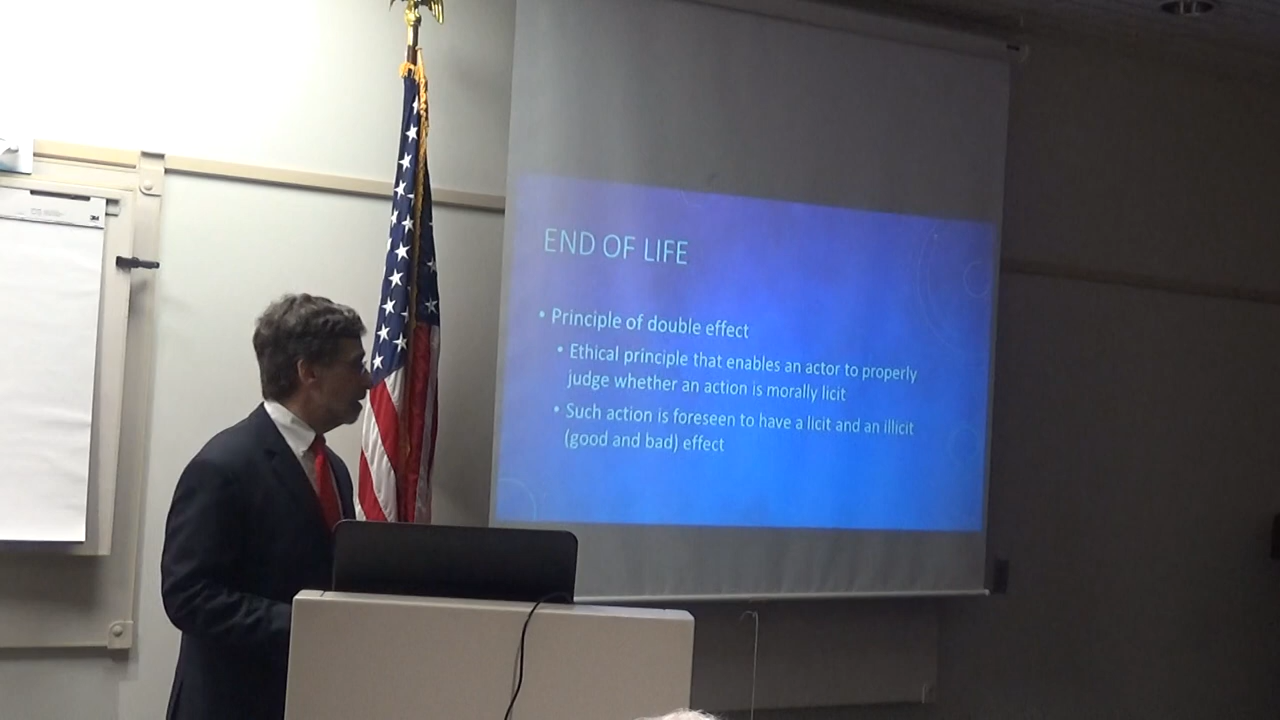 3M
END OF LIFE
• Principle of double effect
• Ethical principle that enables an actor to properly
judge whether an action is morally licit
• Such action is foreseen to have a licit and an illicit
(good and bad) effect